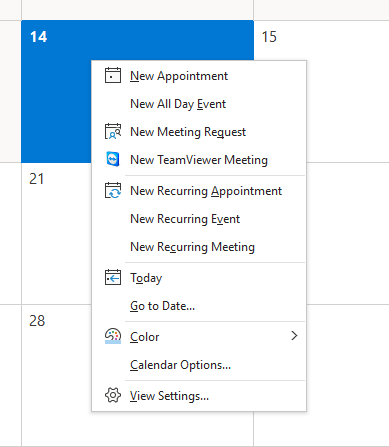 14
15
New Appointment
New All Day Event
New Meeting Request
New TeamViewer Meeting
21
New Recurring Appointment
New Recurring Event
New Recurring Meeting
Today
Go to Date...
28
Color
Calendar Options...
View Settings...